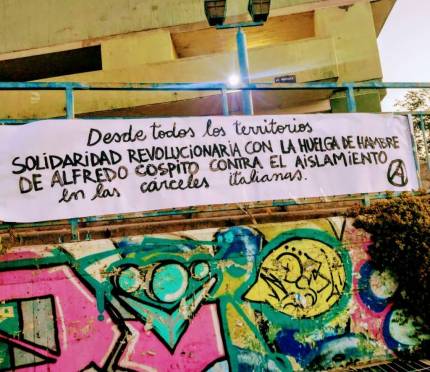 Desde todos los territorios
SOLIDARIDAD REVOLUCIONARIA CON LA HUELGA DE HAMBRE
DE ALFREDO COSPITO CONTRA EL AISLAMIENTO
en las cárceles italianas.